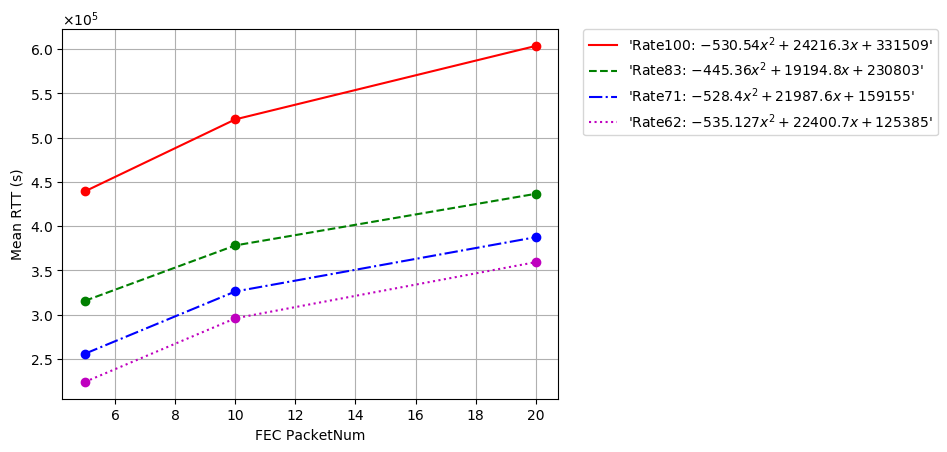 ×10⁵
6.0
5.5
5.0
4.5
4.0
3.5
3.0
2.5
Mean RTT (s)
6 8 10 12 14 16 18 20
FEC PacketNum
'Rate100: −530.54x² + 24216.3x + 331509'
'Rate83: −445.36x² + 19194.8x + 230803'
'Rate71: −528.4x² + 21987.6x + 159155'
'Rate62: −535.127x² + 22400.7x + 125385'